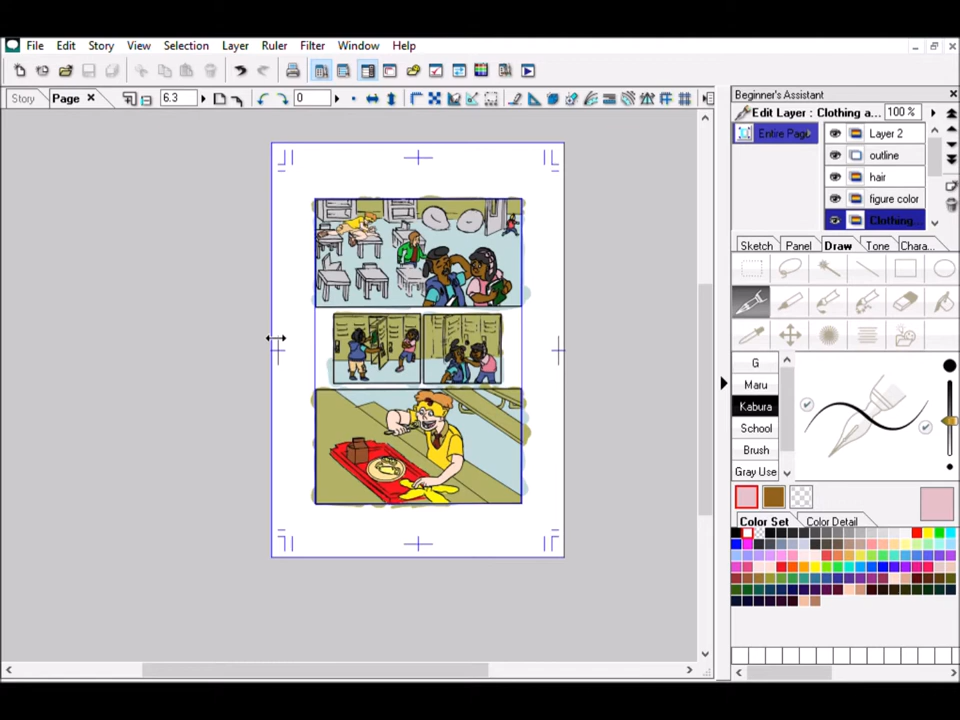 File Edit Story View Selection Layer Ruler Filter Window Help
Story Page 6.3 0
Beginner's Assistant
Edit Layer : Clothing a... 100 %
Entire Page
Layer 2
outline
hair
figure color
Clothing...
Sketch Panel Draw Tone Chara...
G
Maru
Kabura
School
Brush
Gray Use
Color Set Color Detail